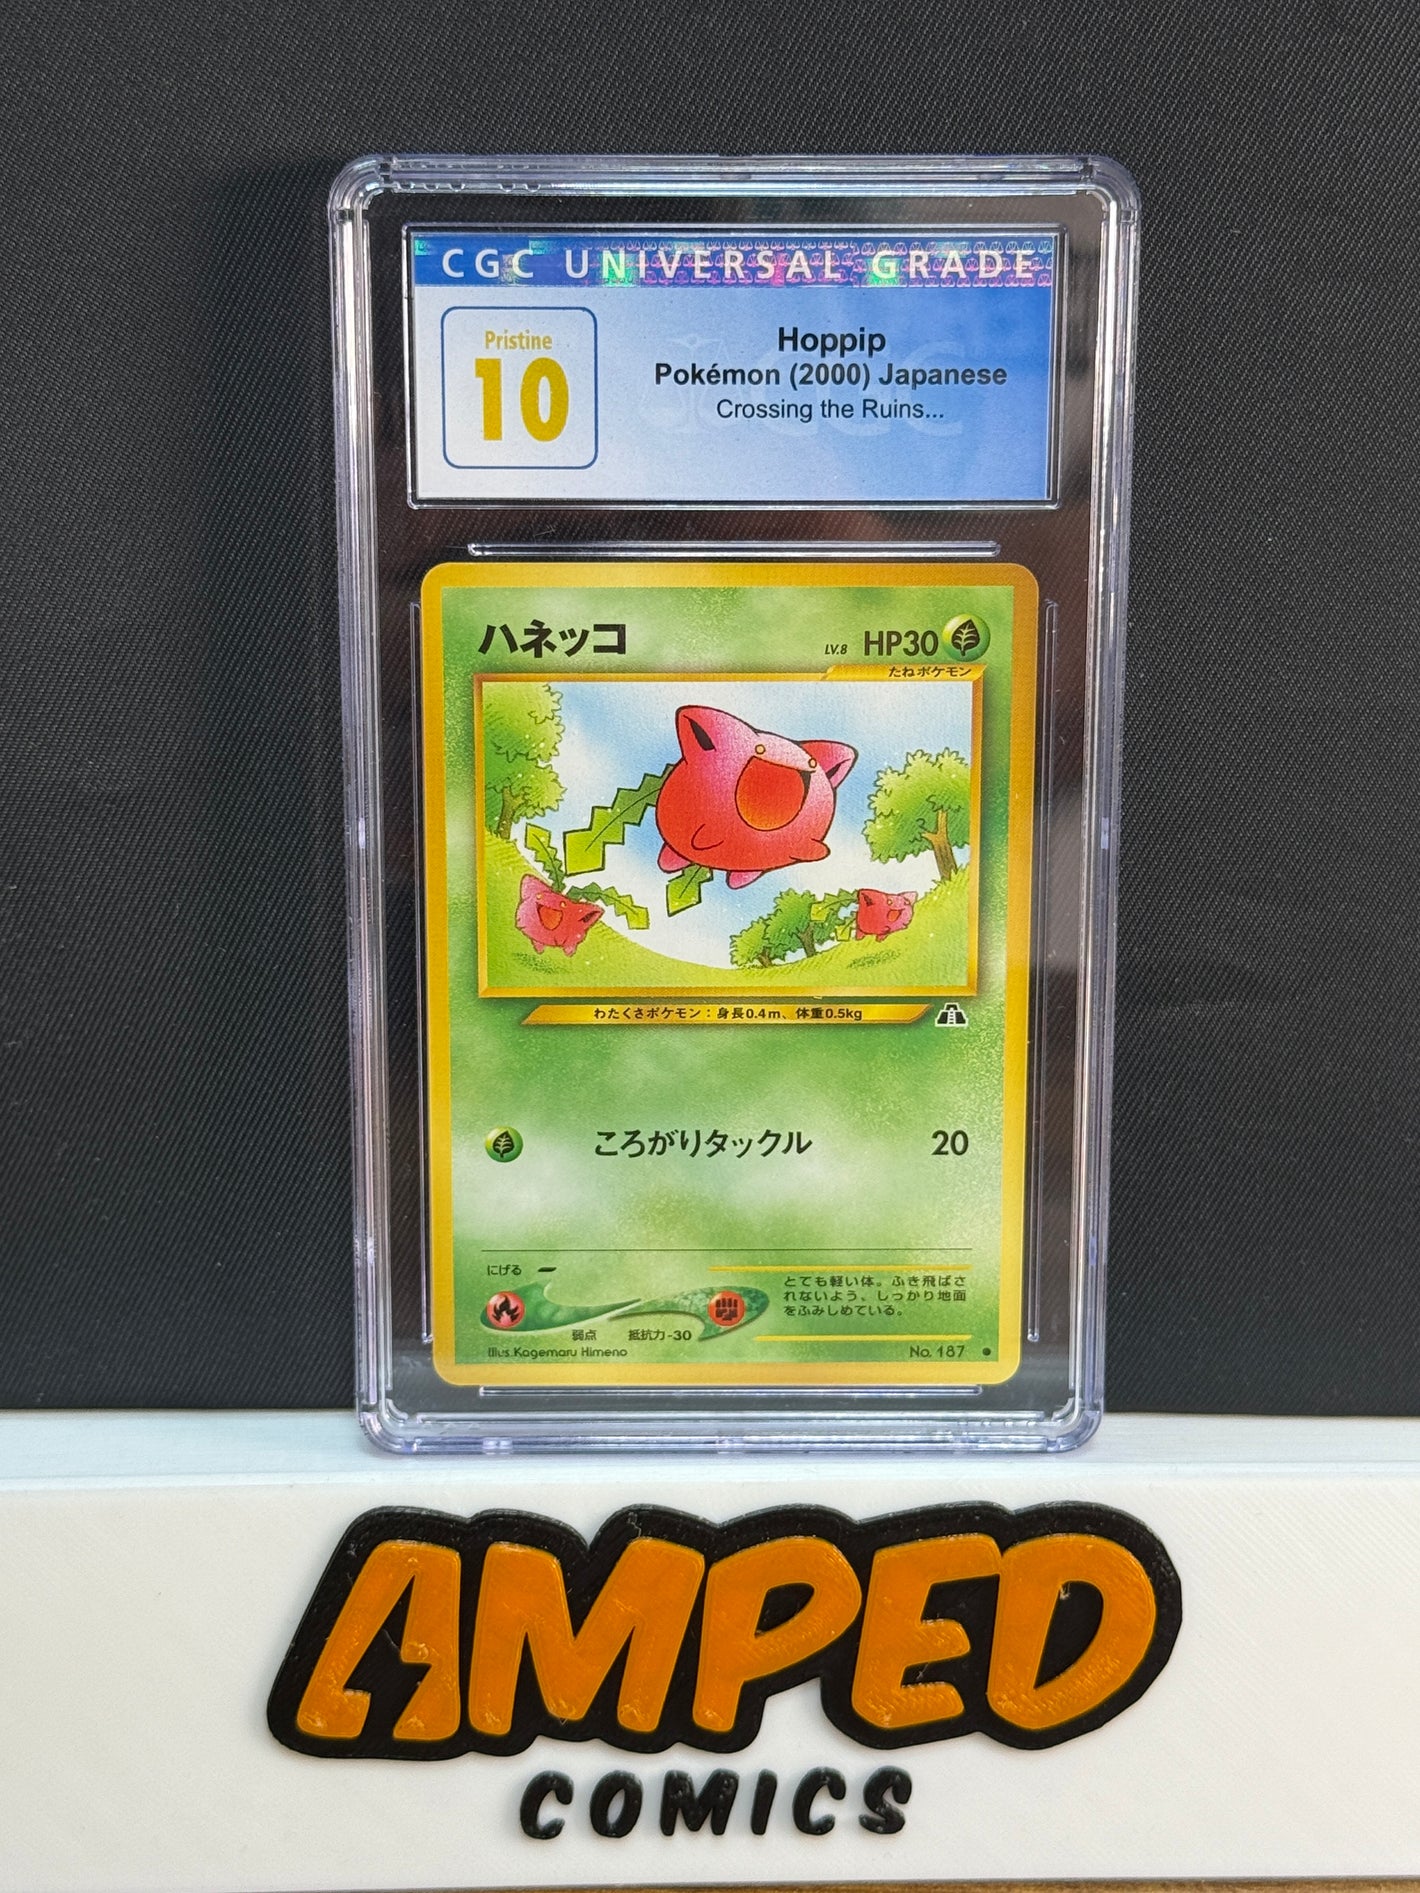 CGC UNIVERSAL GRADE
Pristine
10
Hoppip
Pokémon (2000) Japanese
Crossing the Ruins...
ハネッコ
LV.8 HP30
たねポケモン
わたくさポケモン：身長0.4m、体重0.5kg
ころがりタックル 20
にげる
とても軽い体。ふき飛ばさ
れないよう、しっかり地面
をふみしめている。
弱点 抵抗力-30
Illus. Kagemaru Himeno
No. 187
AMPED
COMICS